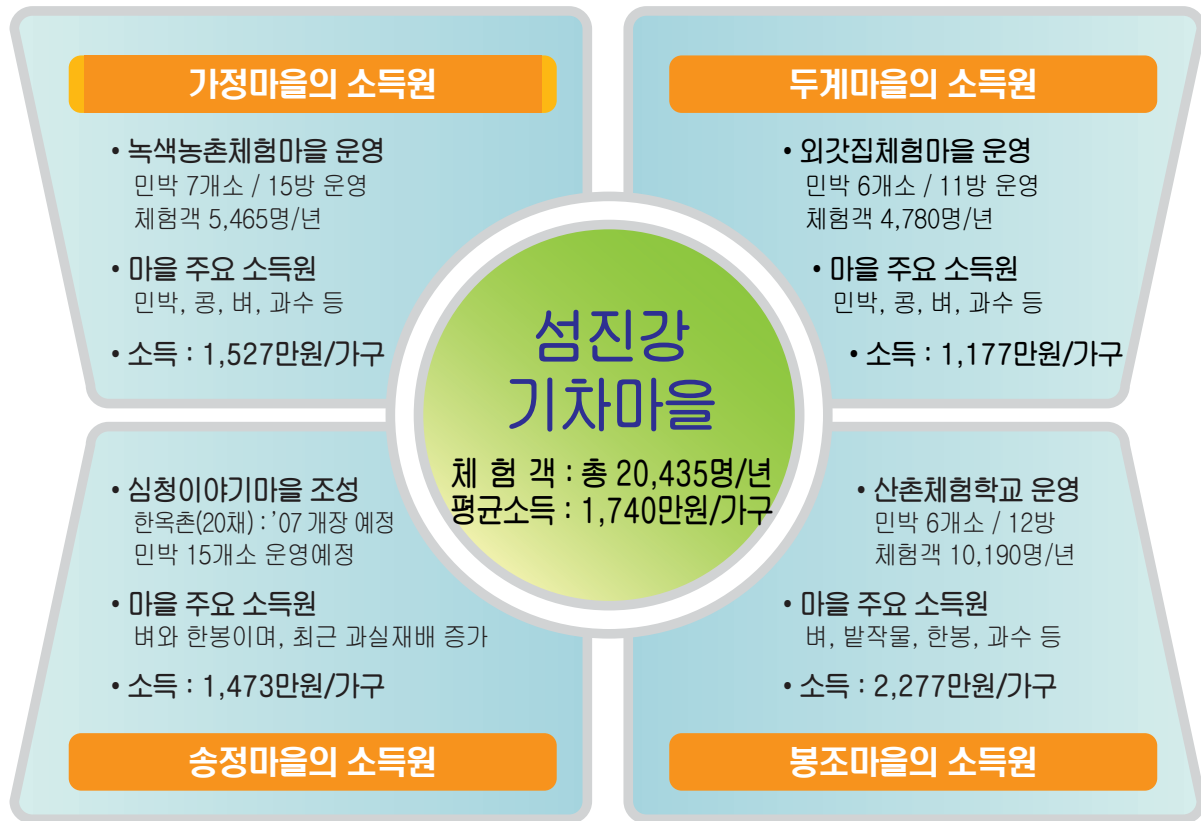 가정마을의 소득원
• 녹색농촌체험마을 운영
민박 7개소 / 15방 운영
체험객 5,465명/년
• 마을 주요 소득원
민박, 콩, 벼, 과수 등
• 소득 : 1,527만원/가구
두계마을의 소득원
• 외갓집체험마을 운영
민박 6개소 / 11방 운영
체험객 4,780명/년
• 마을 주요 소득원
민박, 콩, 벼, 과수 등
• 소득 : 1,177만원/가구
섬진강
기차마을
체 험 객 : 총 20,435명/년
평균소득 : 1,740만원/가구
• 심청이야기마을 조성
한옥촌(20채) : ’07 개장 예정
민박 15개소 운영예정
• 마을 주요 소득원
벼와 한봉이며, 최근 과실재배 증가
• 소득 : 1,473만원/가구
송정마을의 소득원
• 산촌체험학교 운영
민박 6개소 / 12방
체험객 10,190명/년
• 마을 주요 소득원
벼, 밭작물, 한봉, 과수 등
• 소득 : 2,277만원/가구
봉조마을의 소득원